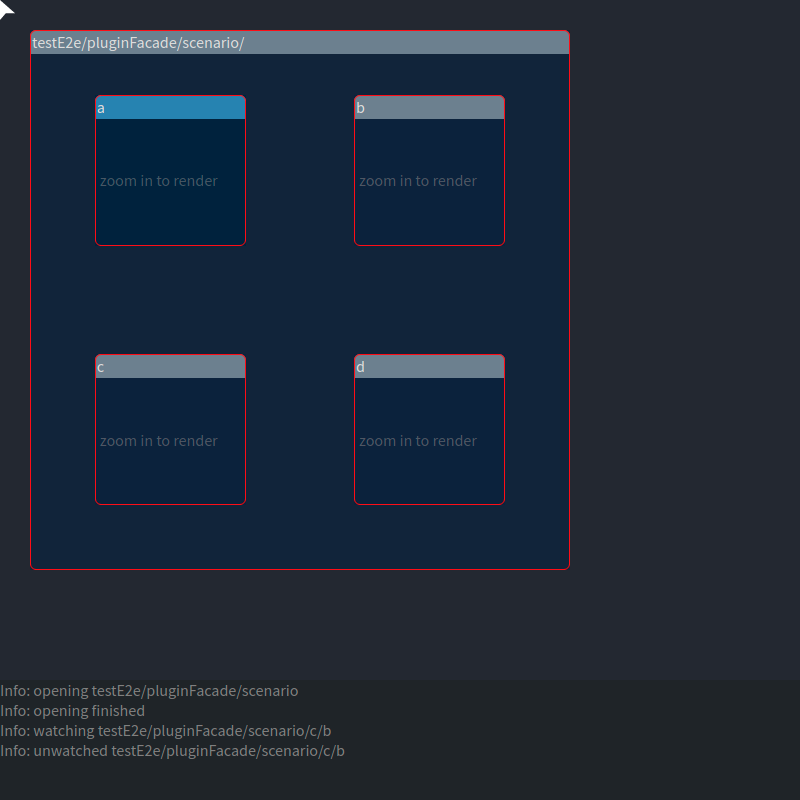 testE2e/pluginFacade/scenario/
a
b
zoom in to render
zoom in to render
c
d
zoom in to render
zoom in to render
Info: opening testE2e/pluginFacade/scenario
Info: opening finished
Info: watching testE2e/pluginFacade/scenario/c/b
Info: unwatched testE2e/pluginFacade/scenario/c/b